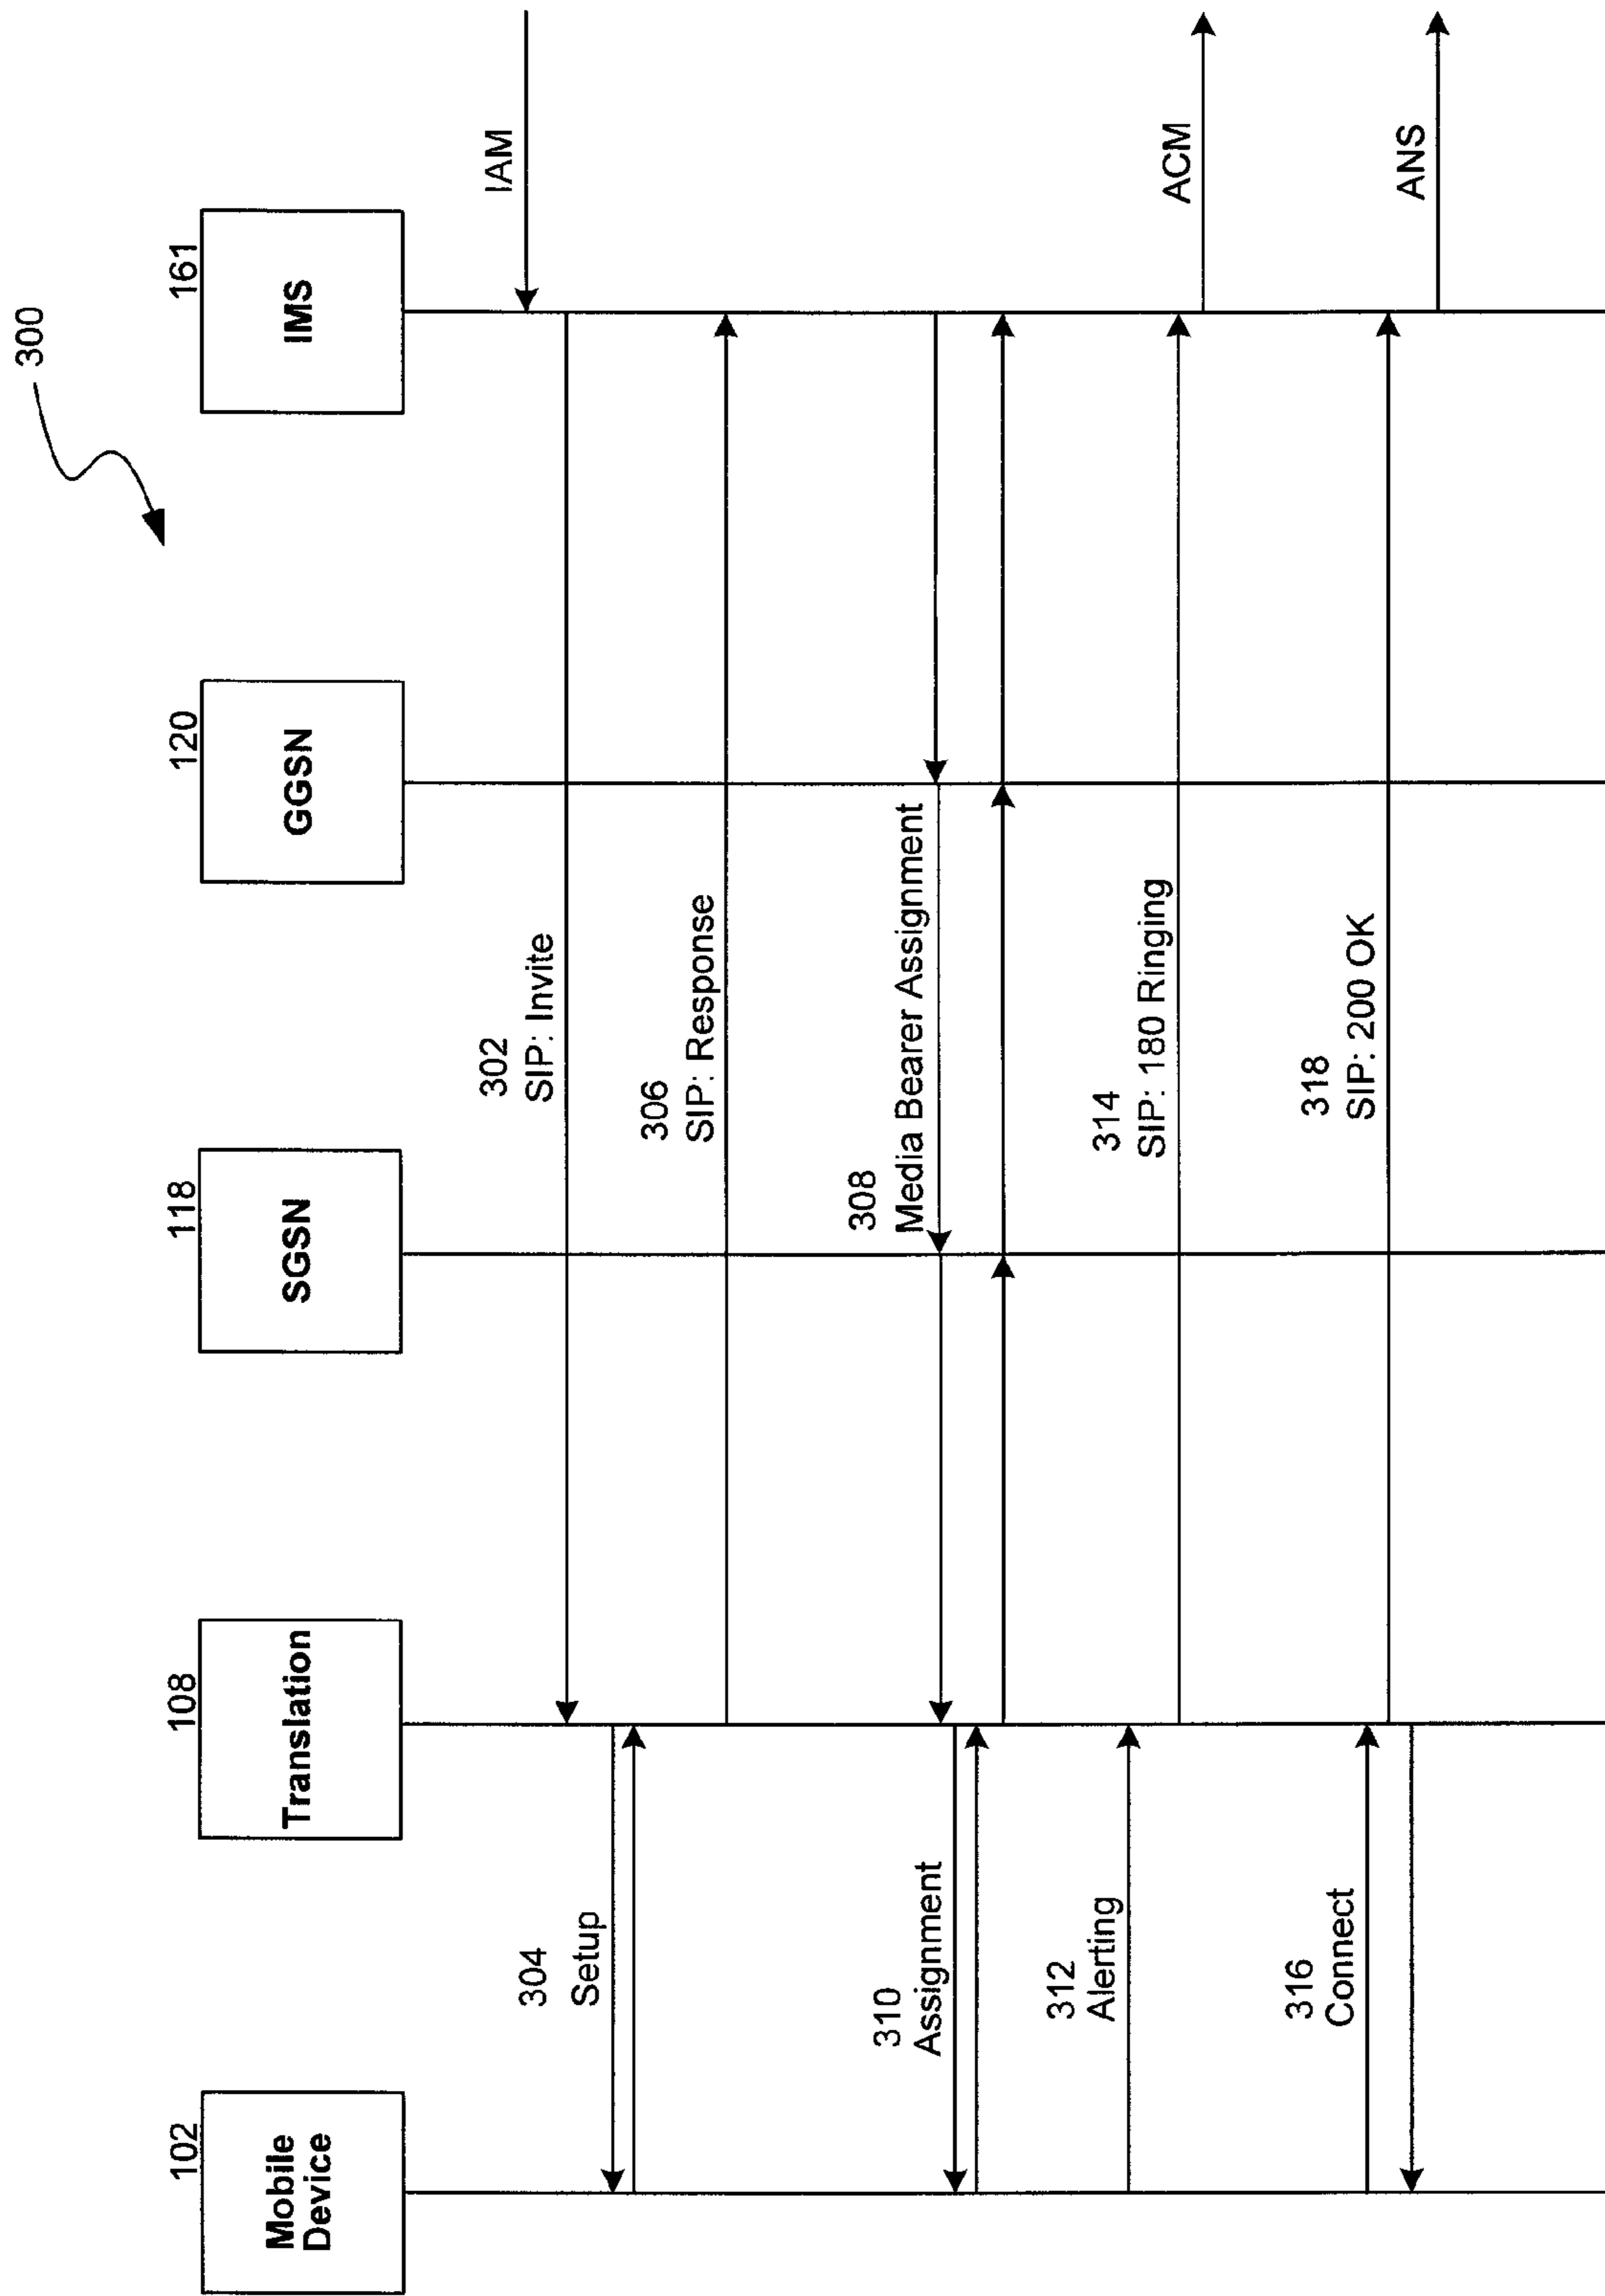 300
102
Mobile
Device
108
Translation
118
SGSN
120
GGSN
161
IMS
IAM
302
SIP: Invite
304
Setup
306
SIP: Response
308
Media Bearer Assignment
310
Assignment
312
Alerting
314
SIP: 180 Ringing
ACM
316
Connect
318
SIP: 200 OK
ANS